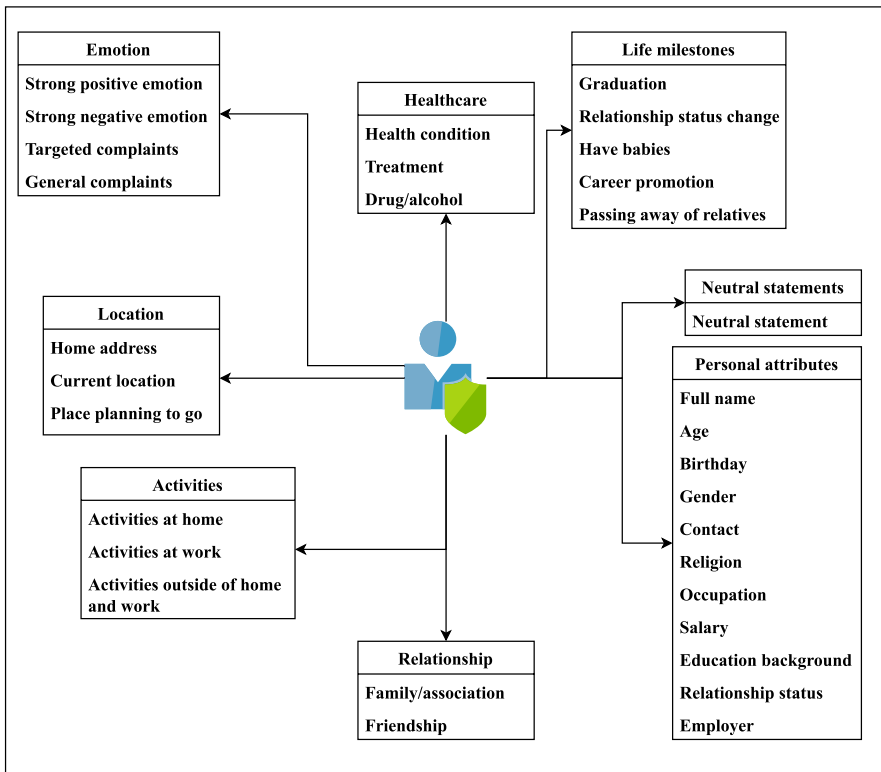 Emotion
Strong positive emotion
Strong negative emotion
Targeted complaints
General complaints
Healthcare
Health condition
Treatment
Drug/alcohol
Life milestones
Graduation
Relationship status change
Have babies
Career promotion
Passing away of relatives
Neutral statements
Neutral statement
Location
Home address
Current location
Place planning to go
Personal attributes
Full name
Age
Birthday
Gender
Contact
Religion
Occupation
Salary
Education background
Relationship status
Employer
Activities
Activities at home
Activities at work
Activities outside of home
and work
Relationship
Family/association
Friendship